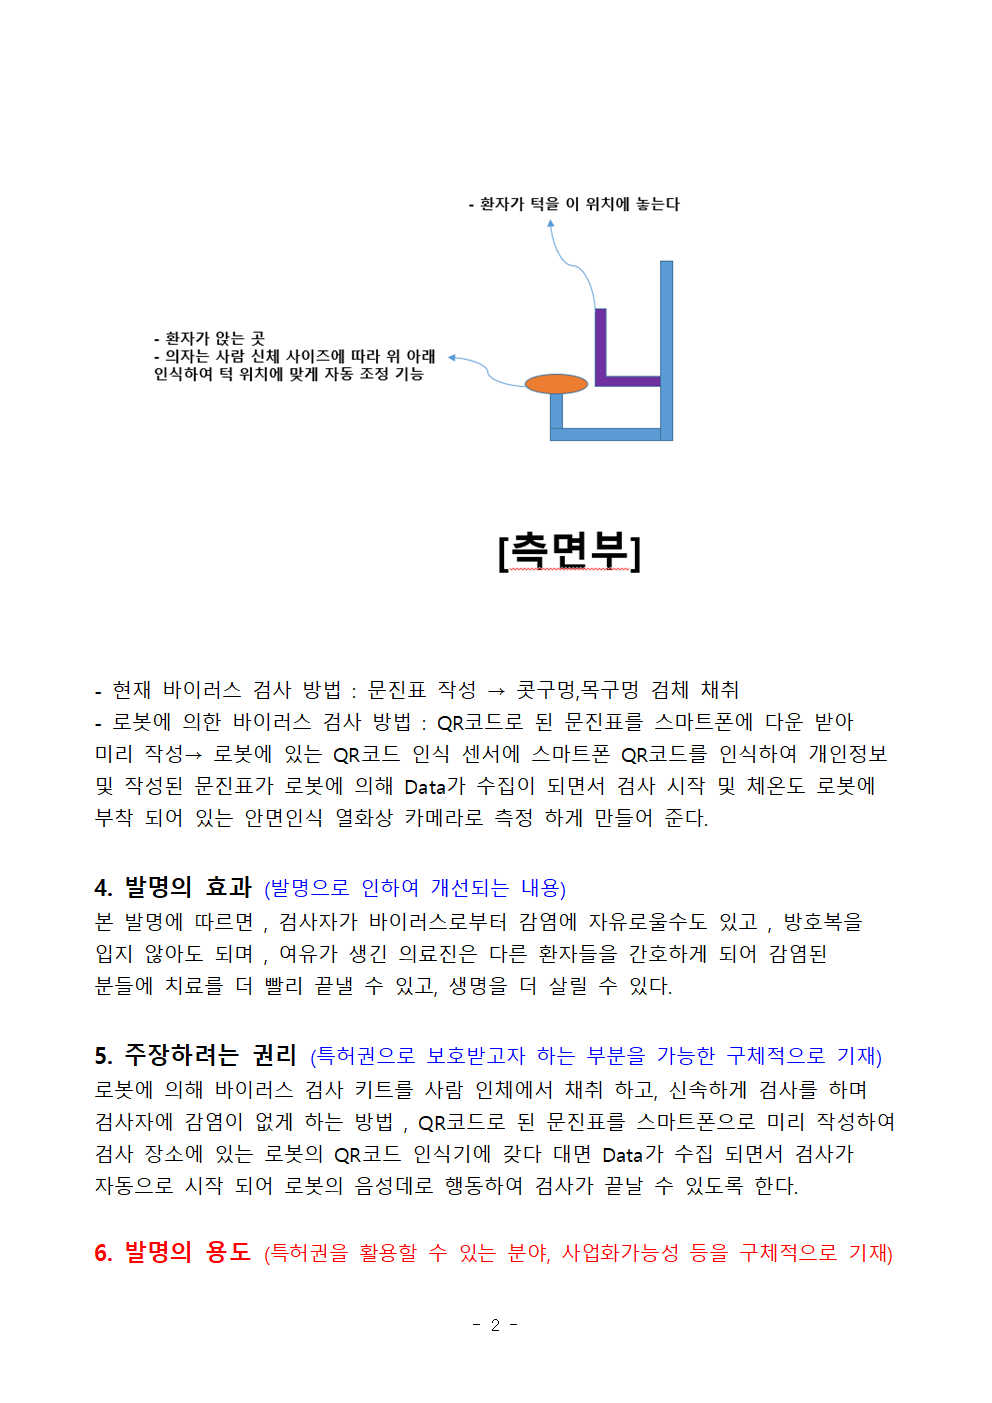 - 환자가 턱을 이 위치에 놓는다
- 환자가 앉는 곳
- 의자는 사람 신체 사이즈에 따라 위 아래
인식하여 턱 위치에 맞게 자동 조정 기능
[측면부]
- 현재 바이러스 검사 방법 : 문진표 작성 → 콧구멍,목구멍 검체 채취
- 로봇에 의한 바이러스 검사 방법 : QR코드로 된 문진표를 스마트폰에 다운 받아
미리 작성→ 로봇에 있는 QR코드 인식 센서에 스마트폰 QR코드를 인식하여 개인정보
및 작성된 문진표가 로봇에 의해 Data가 수집이 되면서 검사 시작 및 체온도 로봇에
부착 되어 있는 안면인식 열화상 카메라로 측정 하게 만들어 준다.
4. 발명의 효과 (발명으로 인하여 개선되는 내용)
본 발명에 따르면 , 검사자가 바이러스로부터 감염에 자유로울수도 있고 , 방호복을
입지 않아도 되며 , 여유가 생긴 의료진은 다른 환자들을 간호하게 되어 감염된
분들에 치료를 더 빨리 끝낼 수 있고, 생명을 더 살릴 수 있다.
5. 주장하려는 권리 (특허권으로 보호받고자 하는 부분을 가능한 구체적으로 기재)
로봇에 의해 바이러스 검사 키트를 사람 인체에서 채취 하고, 신속하게 검사를 하며
검사자에 감염이 없게 하는 방법 , QR코드로 된 문진표를 스마트폰으로 미리 작성하여
검사 장소에 있는 로봇의 QR코드 인식기에 갖다 대면 Data가 수집 되면서 검사가
자동으로 시작 되어 로봇의 음성데로 행동하여 검사가 끝날 수 있도록 한다.
6. 발명의 용도 (특허권을 활용할 수 있는 분야, 사업화가능성 등을 구체적으로 기재)
- 2 -